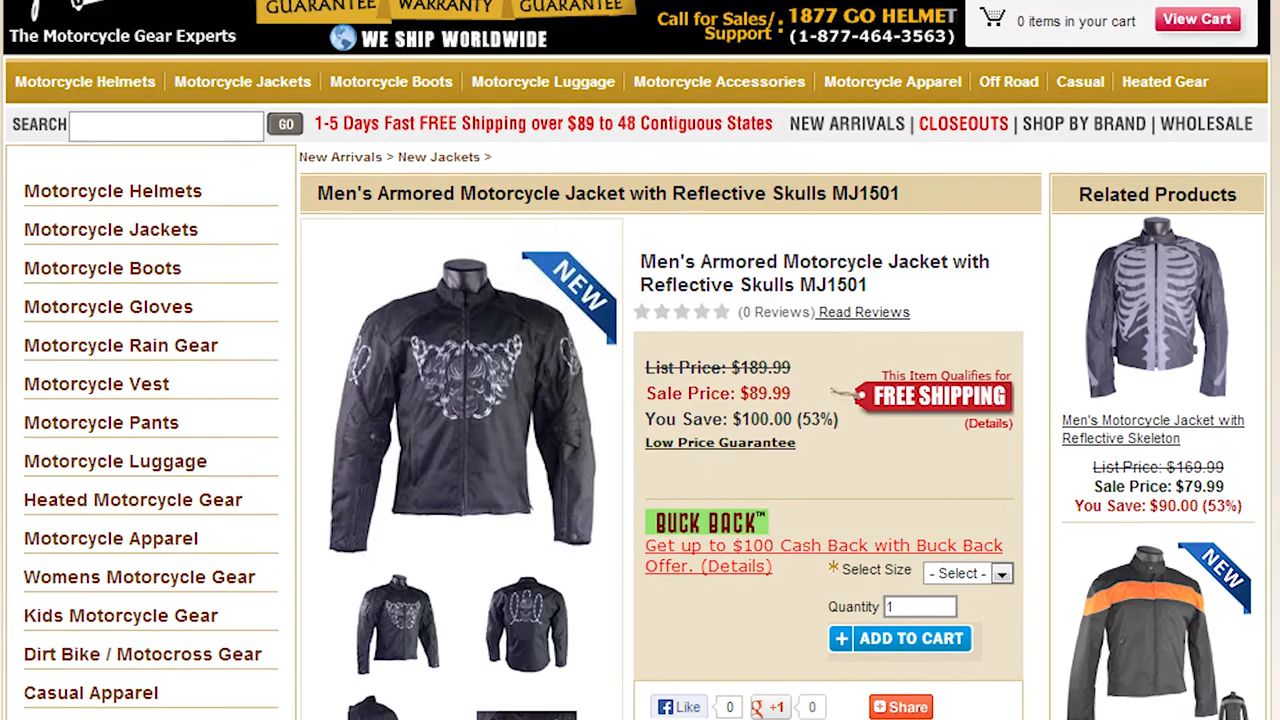 GUARANTEE WARRANTY GUARANTEE
The Motorcycle Gear Experts
WE SHIP WORLDWIDE
Call for Sales/
Support
1877 GO HELMET
(1-877-464-3563)
0 items in your cart
View Cart
Motorcycle Helmets
Motorcycle Jackets
Motorcycle Boots
Motorcycle Luggage
Motorcycle Accessories
Motorcycle Apparel
Off Road
Casual
Heated Gear
SEARCH
GO
1-5 Days Fast FREE Shipping over $89 to 48 Contiguous States
NEW ARRIVALS | CLOSEOUTS | SHOP BY BRAND | WHOLESALE
Motorcycle Helmets
Motorcycle Jackets
Motorcycle Boots
Motorcycle Gloves
Motorcycle Rain Gear
Motorcycle Vest
Motorcycle Pants
Motorcycle Luggage
Heated Motorcycle Gear
Motorcycle Apparel
Womens Motorcycle Gear
Kids Motorcycle Gear
Dirt Bike / Motocross Gear
Casual Apparel
New Arrivals > New Jackets >
Men's Armored Motorcycle Jacket with Reflective Skulls MJ1501
NEW
Men's Armored Motorcycle Jacket with
Reflective Skulls MJ1501
(0 Reviews) Read Reviews
List Price: $189.99
Sale Price: $89.99
You Save: $100.00 (53%)
Low Price Guarantee
This Item Qualifies for
FREE SHIPPING
(Details)
BUCK BACK™
Get up to $100 Cash Back with Buck Back
Offer. (Details)
* Select Size
- Select -
Quantity 1
+ ADD TO CART
Like 0
+1 0
Share
Related Products
Men's Motorcycle Jacket with
Reflective Skeleton
List Price: $169.99
Sale Price: $79.99
You Save: $90.00 (53%)
NEW